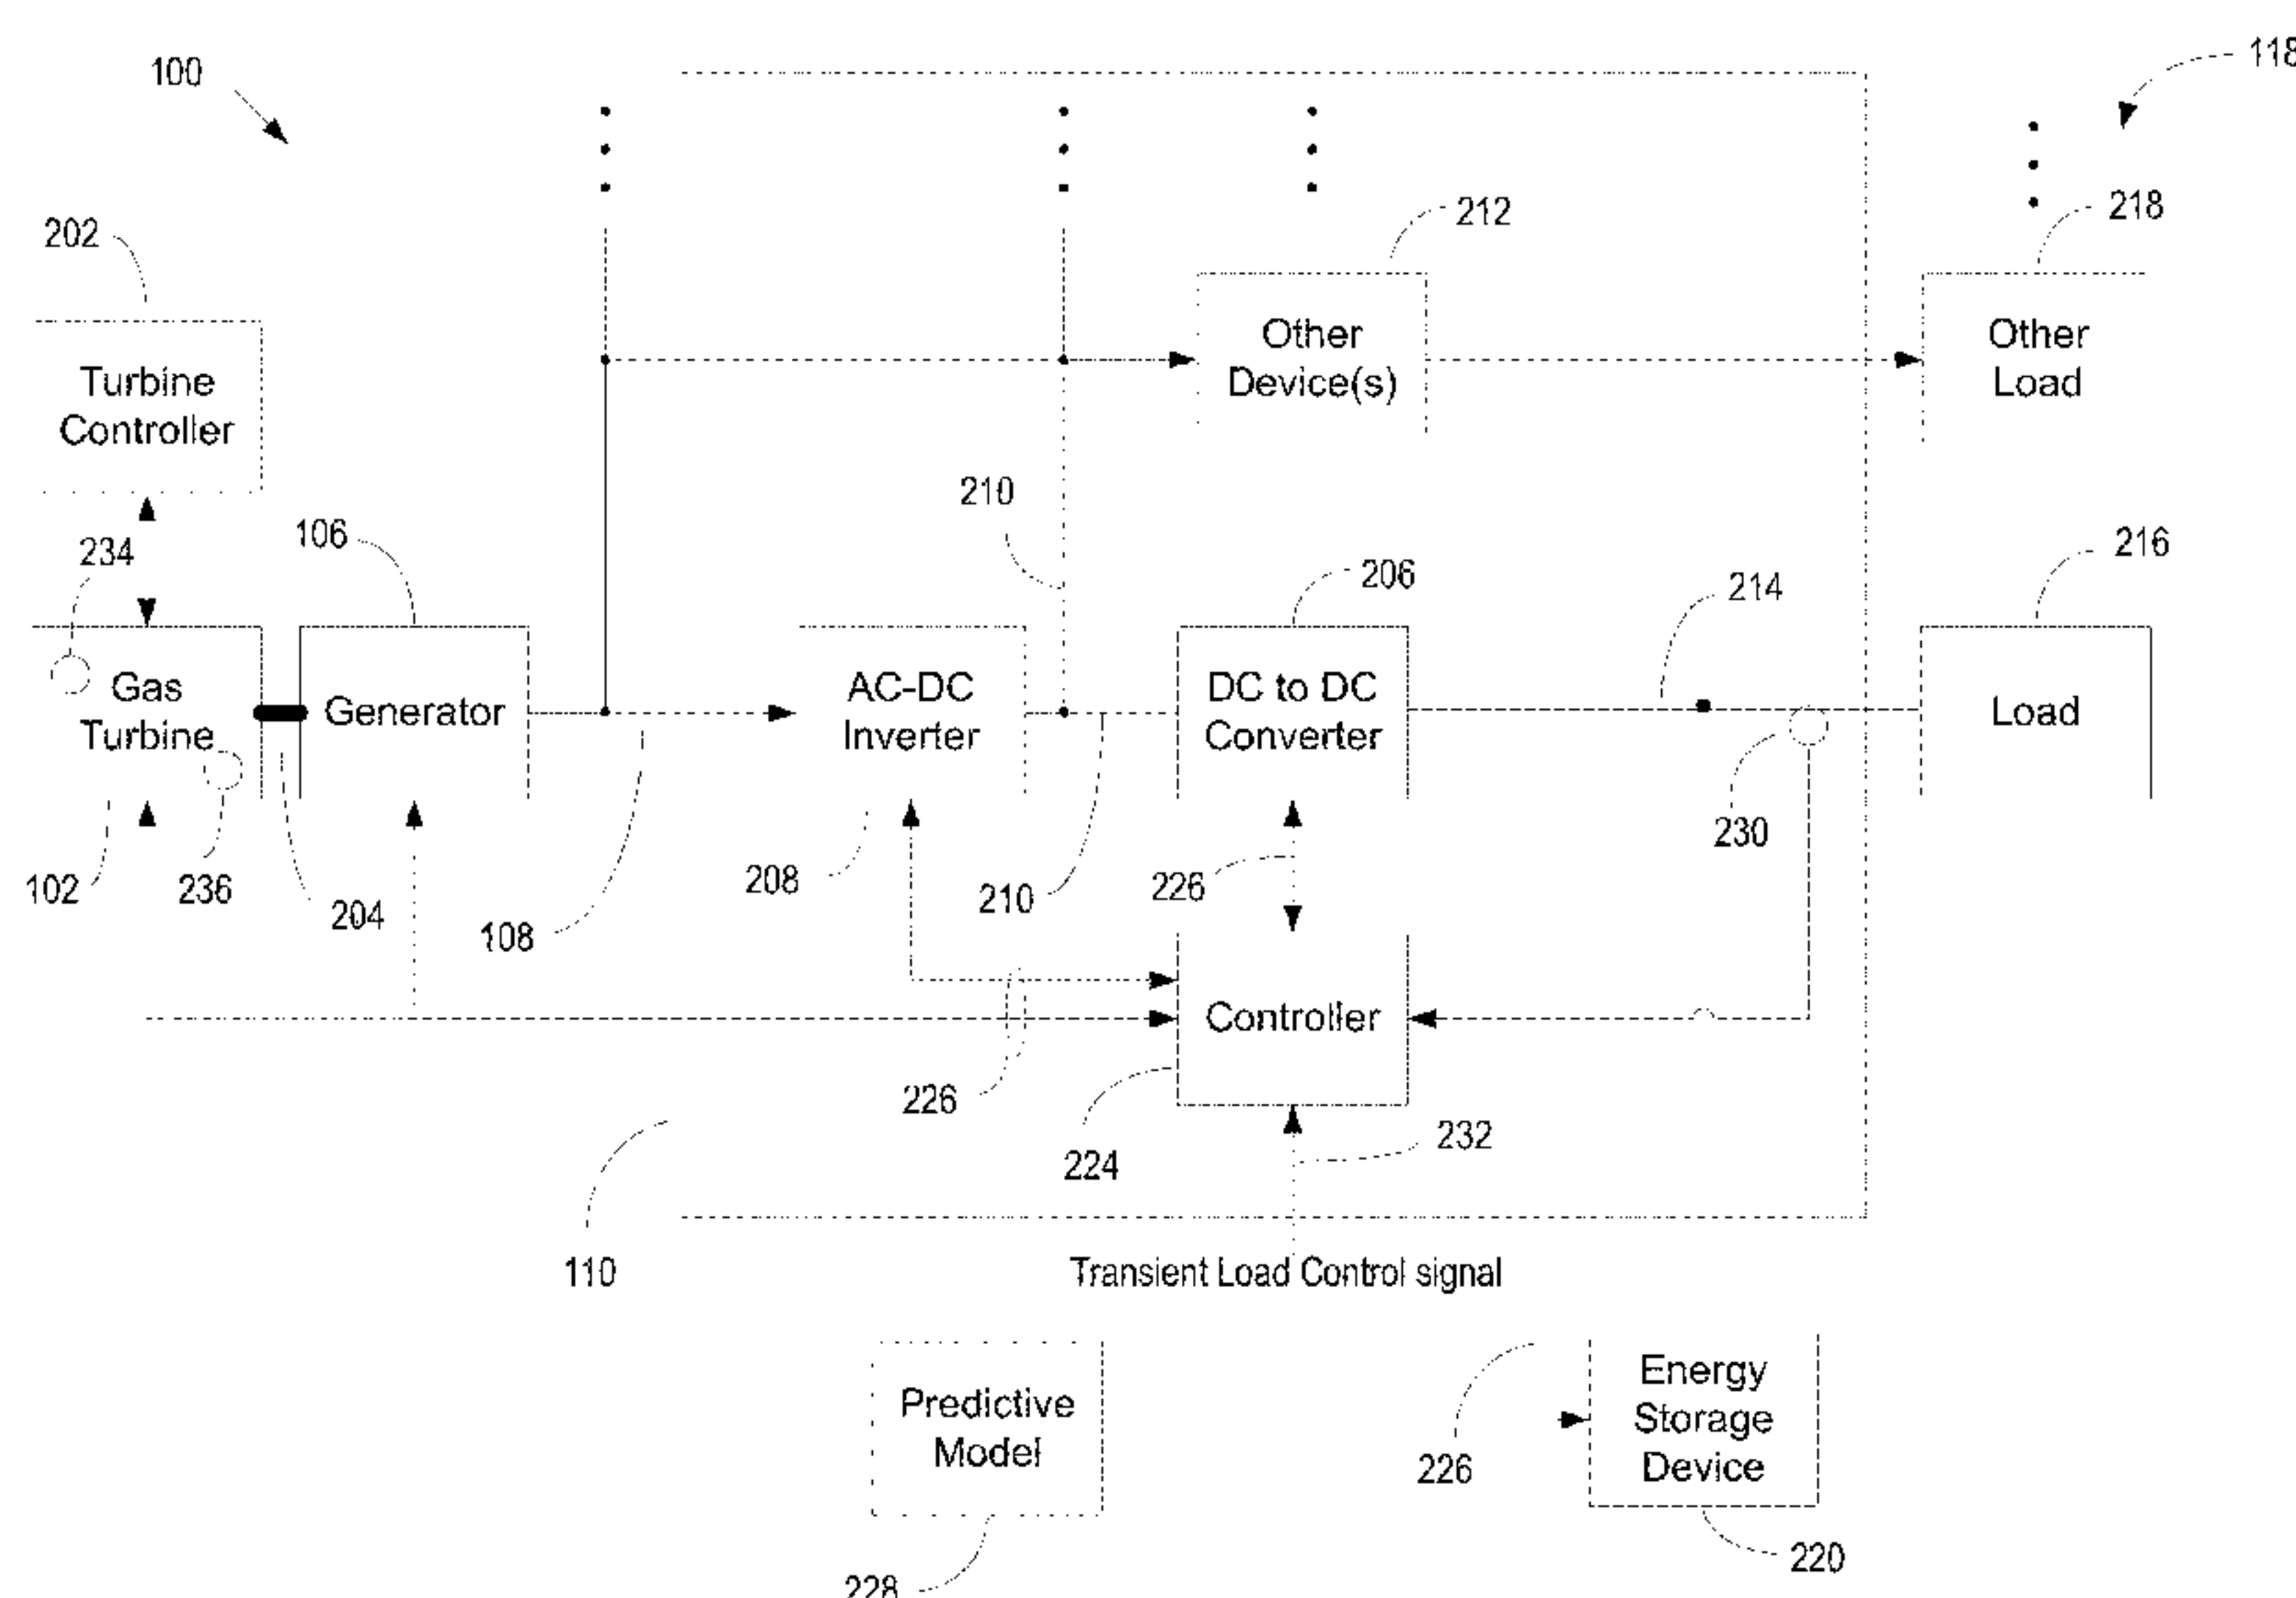 100
118
202
212
218
Other
Device(s)
Other
Load
Turbine
Controller
210
234
106
206
214
216
Gas
Turbine
Generator
AC-DC
Inverter
DC to DC
Converter
Load
230
102
236
204
108
208
210
226
Controller
226
224
232
110
Transient Load Control signal
Predictive
Model
226
Energy
Storage
Device
220
228